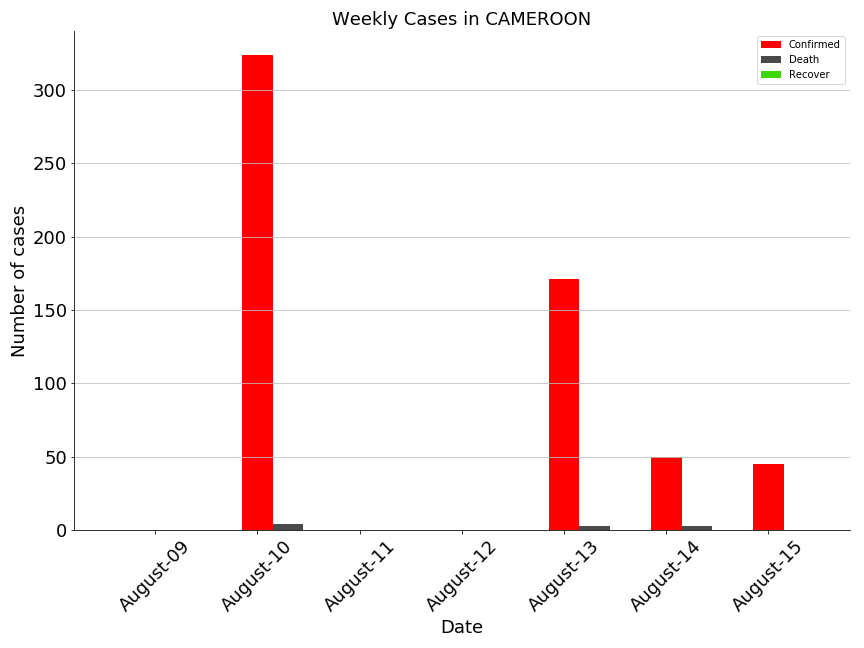 Weekly Cases in CAMEROON
Confirmed
Death
Recover
Number of cases
300
250
200
150
100
50
0
August-09
August-10
August-11
August-12
August-13
August-14
August-15
Date